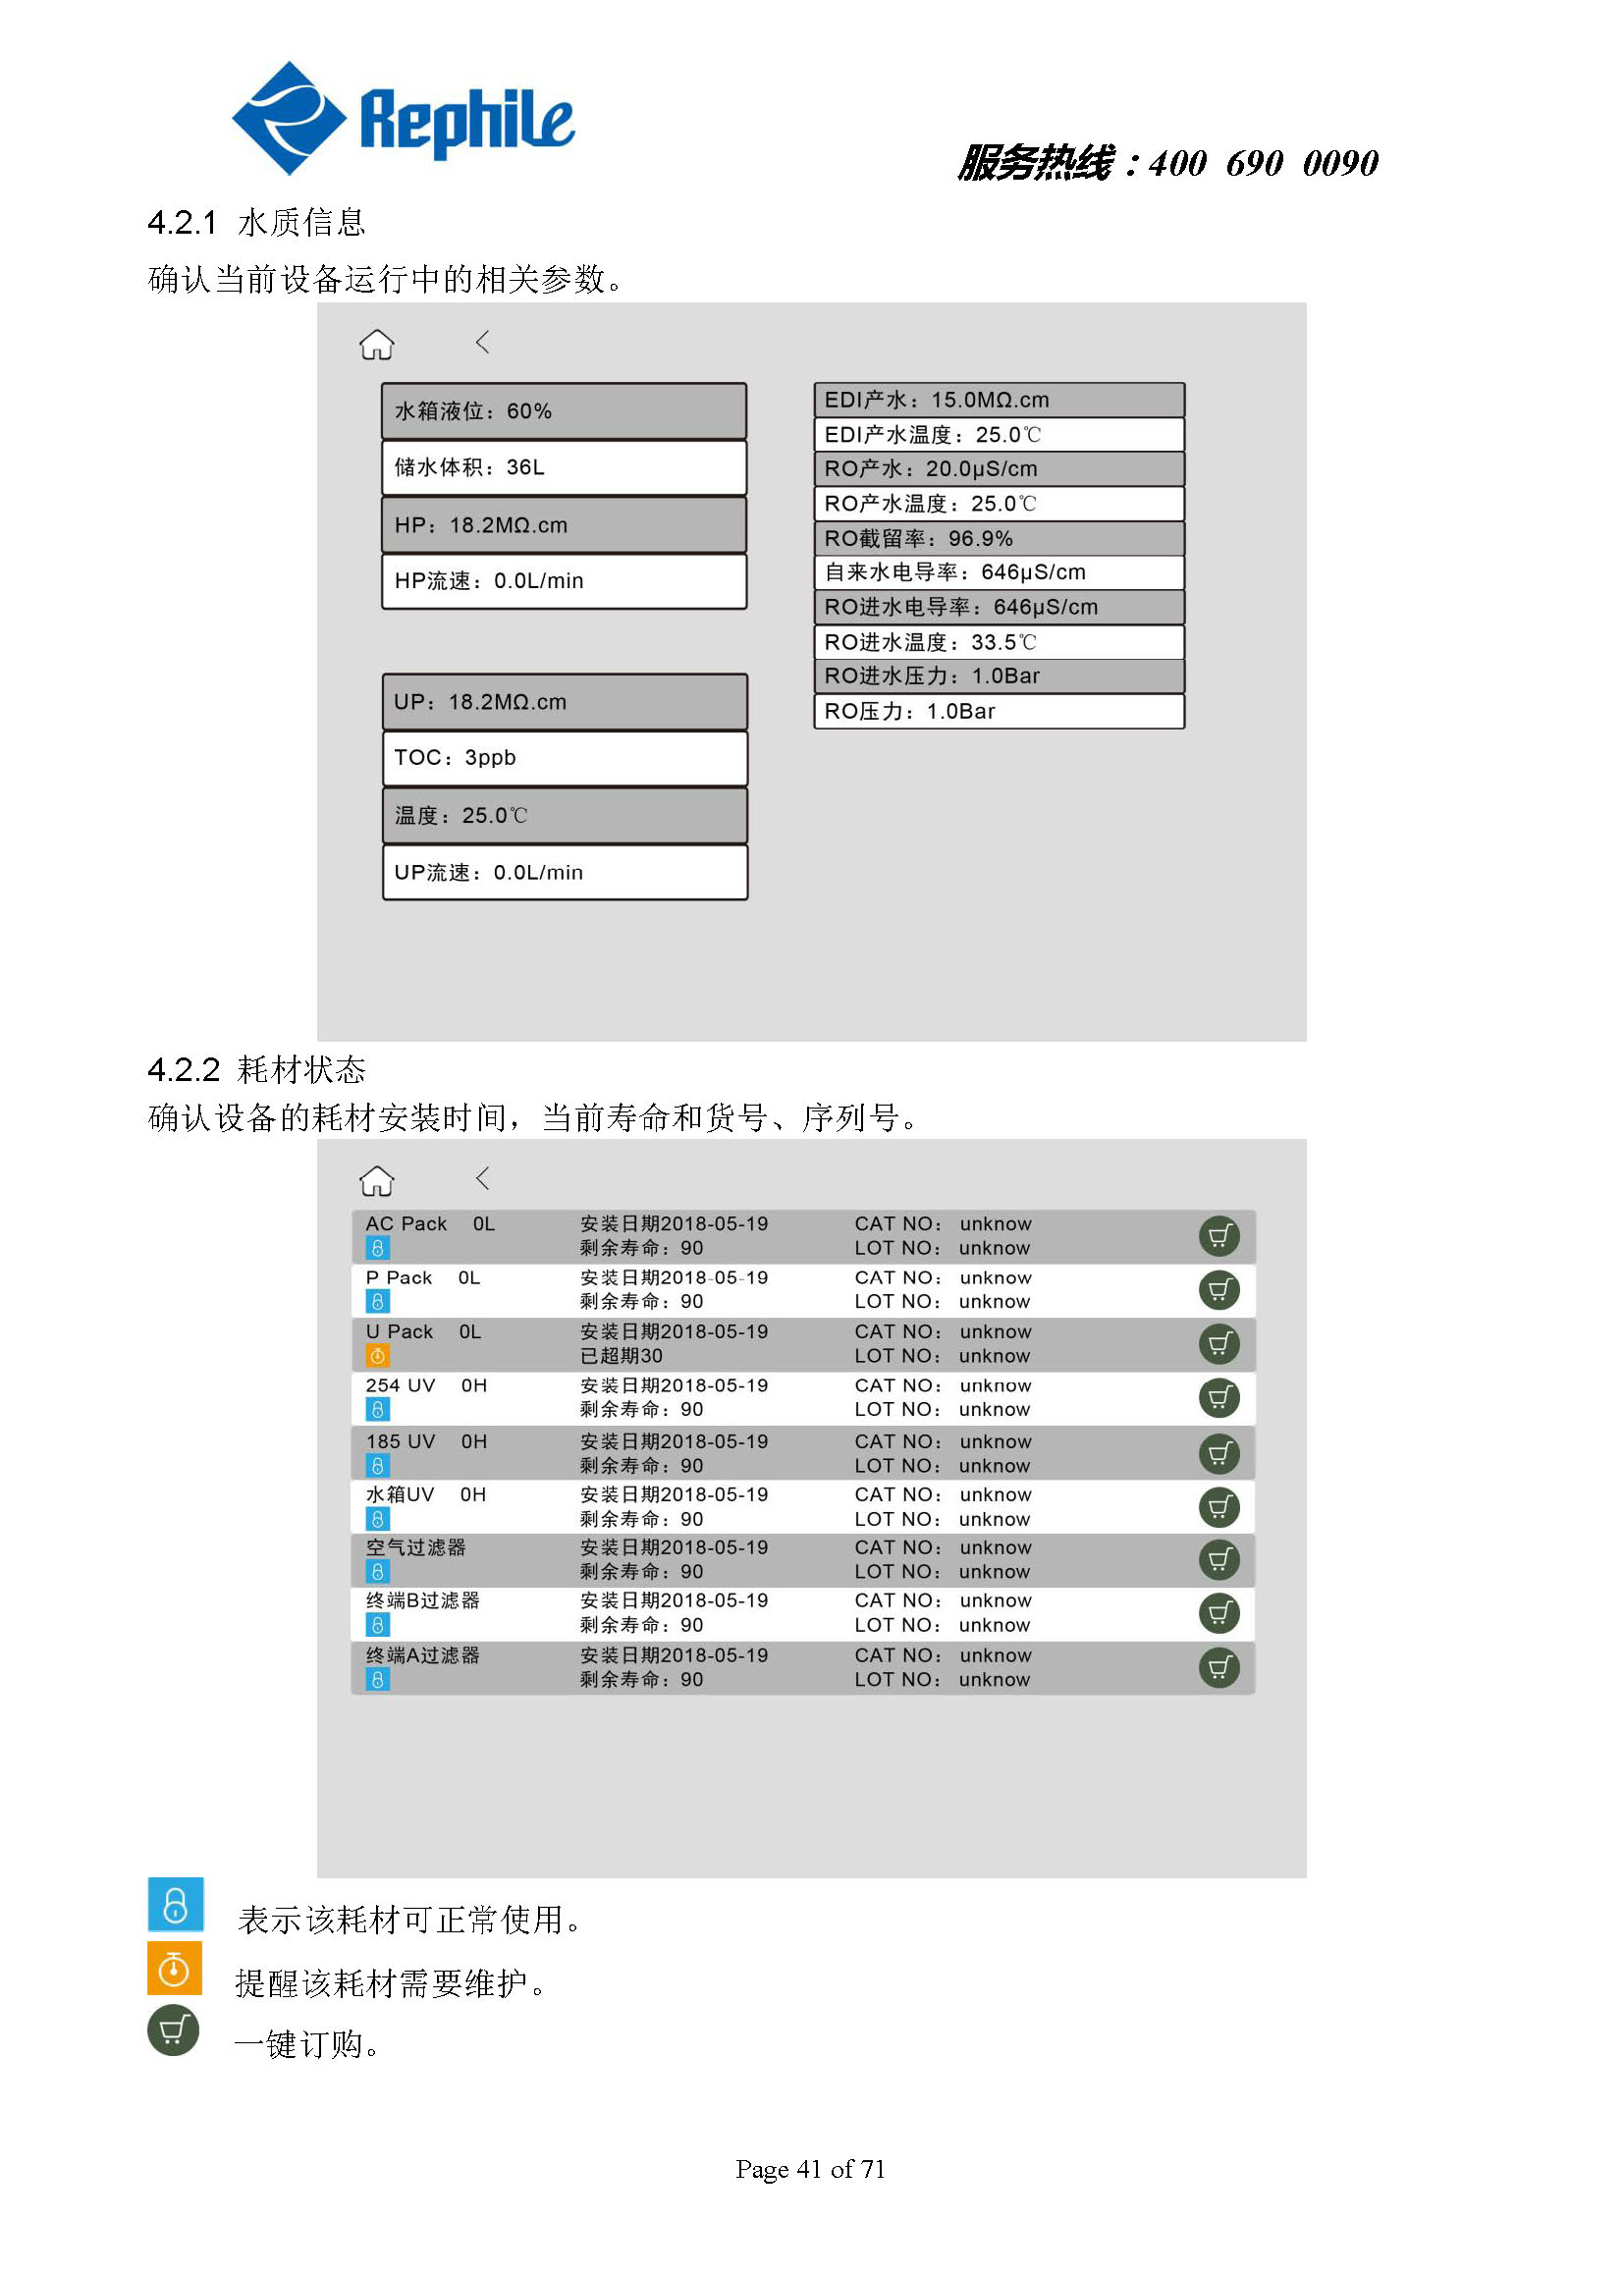 Rephile
服务热线：400 690 0090
4.2.1 水质信息
确认当前设备运行中的相关参数。
水箱液位：60%
储水体积：36L
HP：18.2MΩ.cm
HP流速：0.0L/min
UP：18.2MΩ.cm
TOC：3ppb
温度：25.0℃
UP流速：0.0L/min
EDI产水：15.0MΩ.cm
EDI产水温度：25.0℃
RO产水：20.0μS/cm
RO产水温度：25.0℃
RO截留率：96.9%
自来水电导率：646μS/cm
RO进水电导率：646μS/cm
RO进水温度：33.5℃
RO进水压力：1.0Bar
RO压力：1.0Bar
4.2.2 耗材状态
确认设备的耗材安装时间，当前寿命和货号、序列号。
AC Pack 0L 安装日期2018-05-19 CAT NO： unknow
剩余寿命：90 LOT NO： unknow
P Pack 0L 安装日期2018-05-19 CAT NO： unknow
剩余寿命：90 LOT NO： unknow
U Pack 0L 安装日期2018-05-19 CAT NO： unknow
已超期30 LOT NO： unknow
254 UV 0H 安装日期2018-05-19 CAT NO： unknow
剩余寿命：90 LOT NO： unknow
185 UV 0H 安装日期2018-05-19 CAT NO： unknow
剩余寿命：90 LOT NO： unknow
水箱UV 0H 安装日期2018-05-19 CAT NO： unknow
剩余寿命：90 LOT NO： unknow
空气过滤器 安装日期2018-05-19 CAT NO： unknow
剩余寿命：90 LOT NO： unknow
终端B过滤器 安装日期2018-05-19 CAT NO： unknow
剩余寿命：90 LOT NO： unknow
终端A过滤器 安装日期2018-05-19 CAT NO： unknow
剩余寿命：90 LOT NO： unknow
表示该耗材可正常使用。
提醒该耗材需要维护。
一键订购。
Page 41 of 71